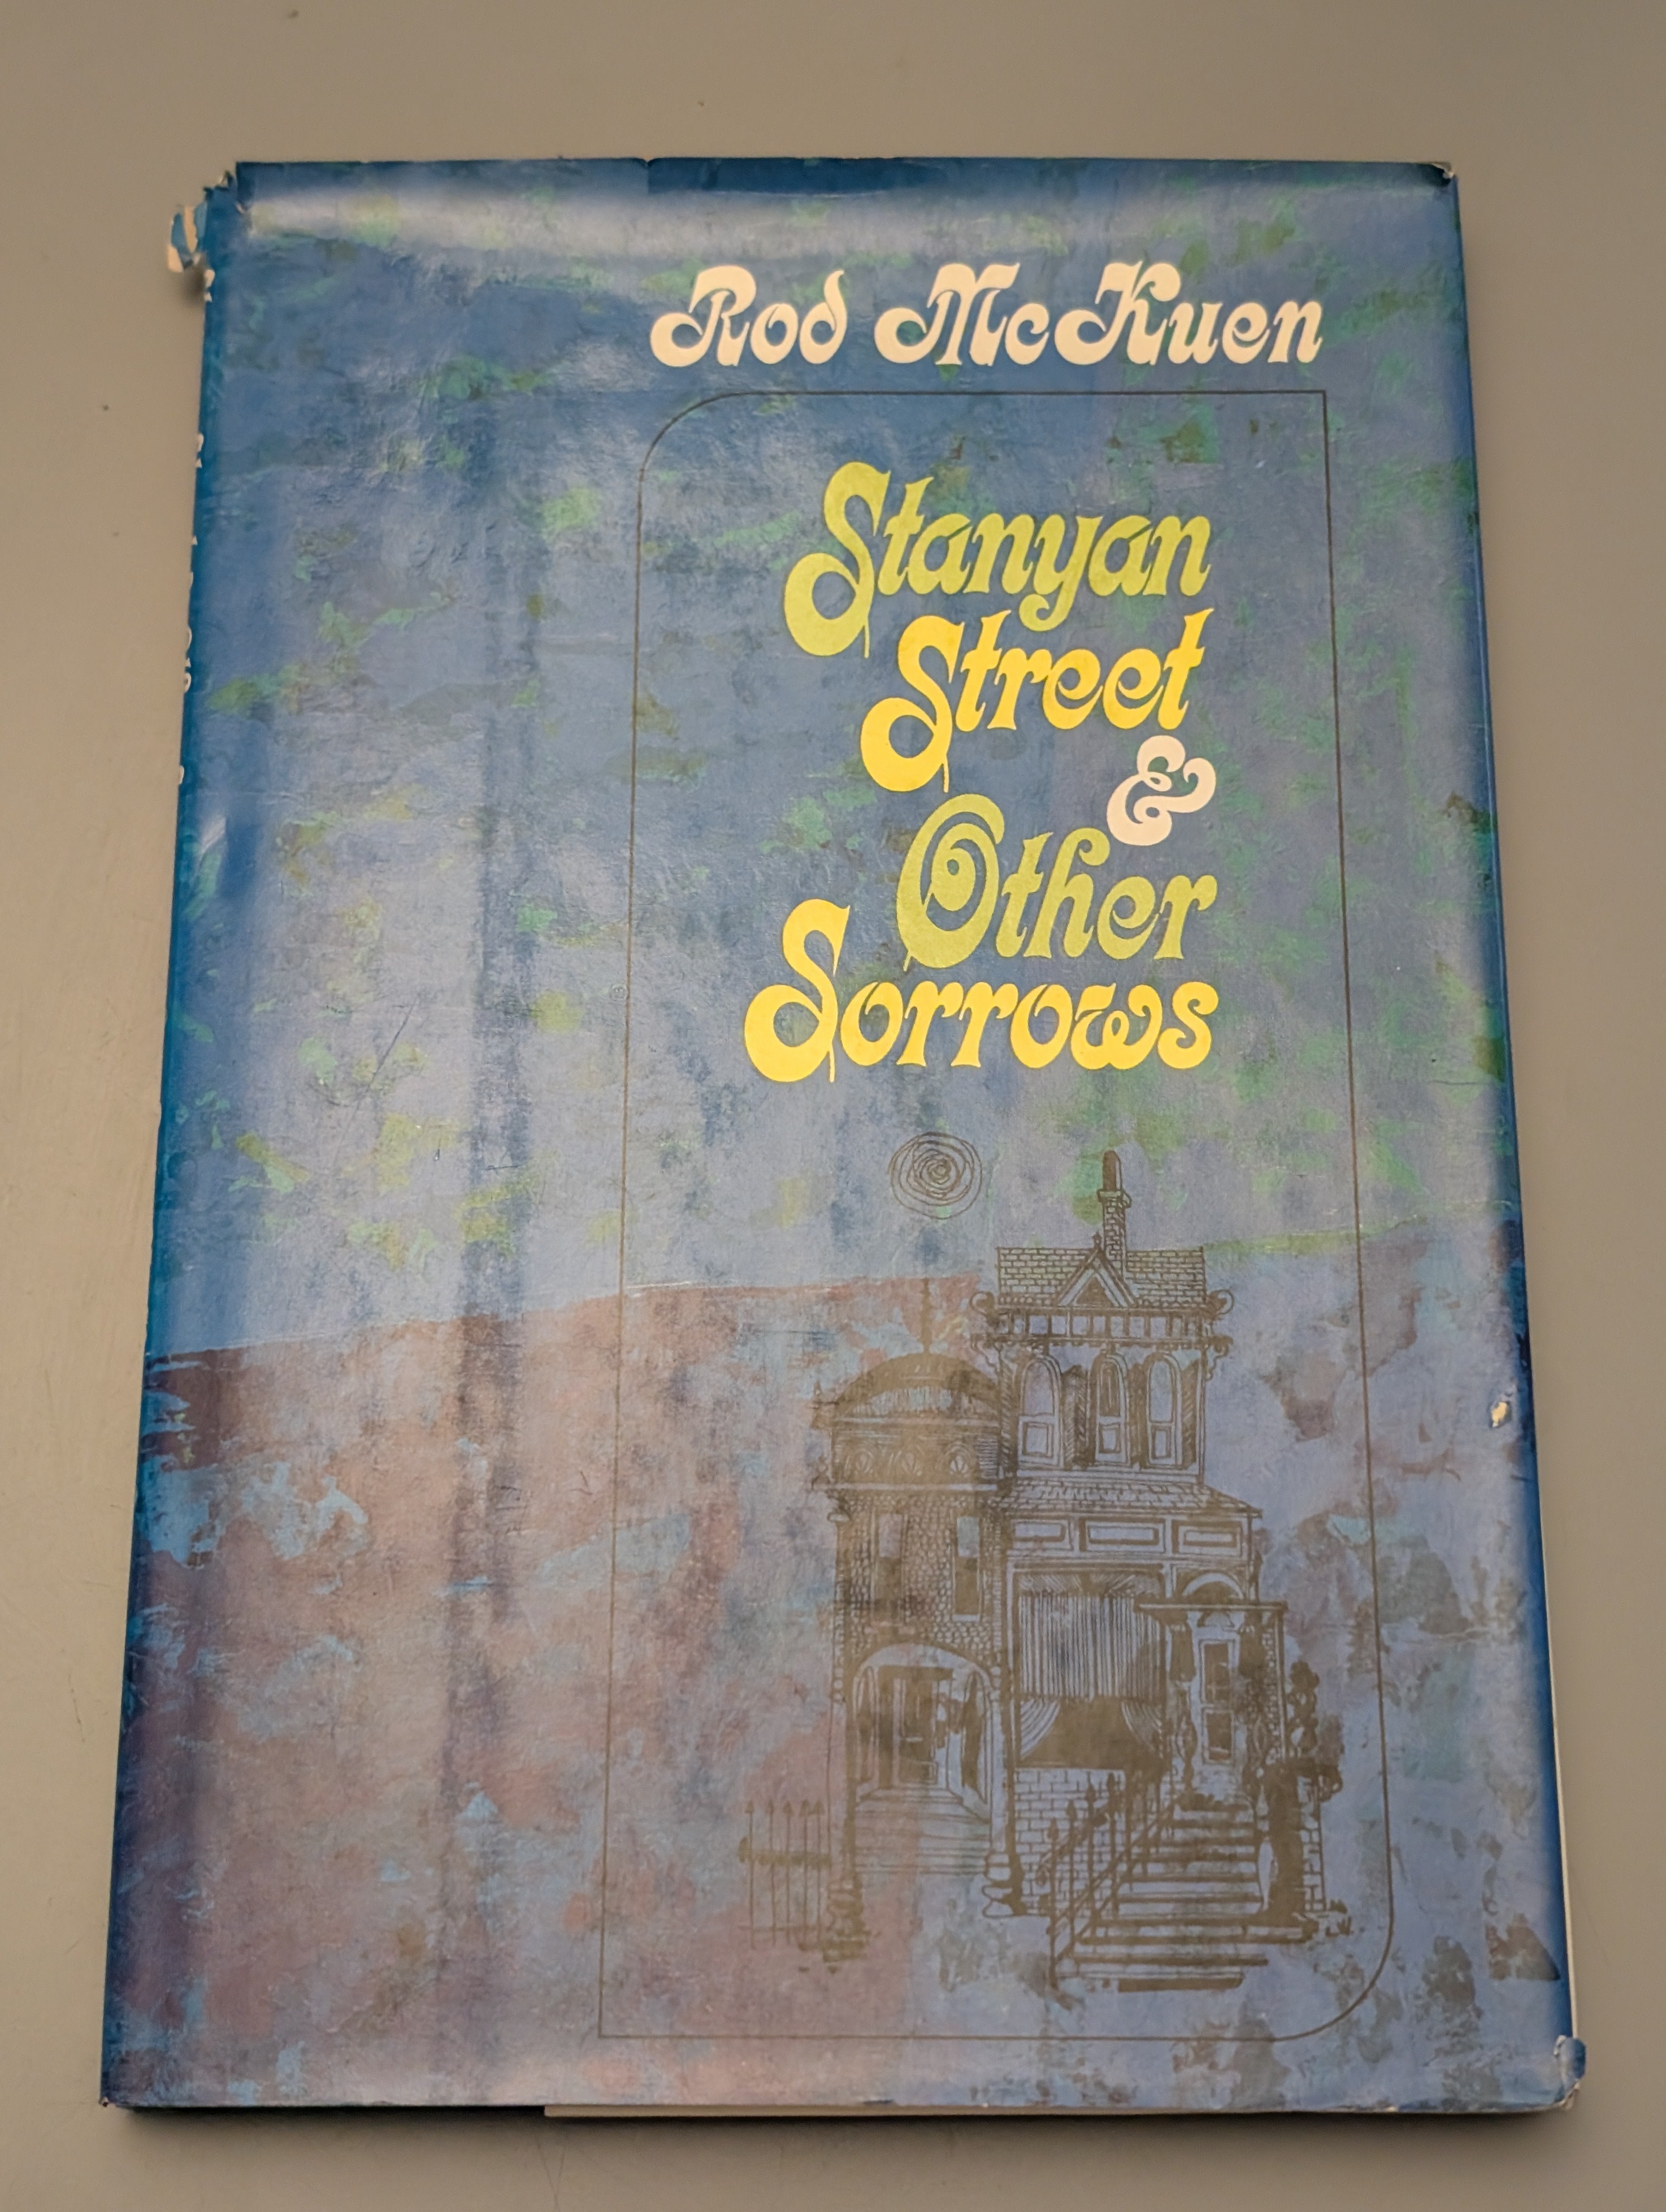 Rod McKuen
Stanyan
Street
&
Other
Sorrows